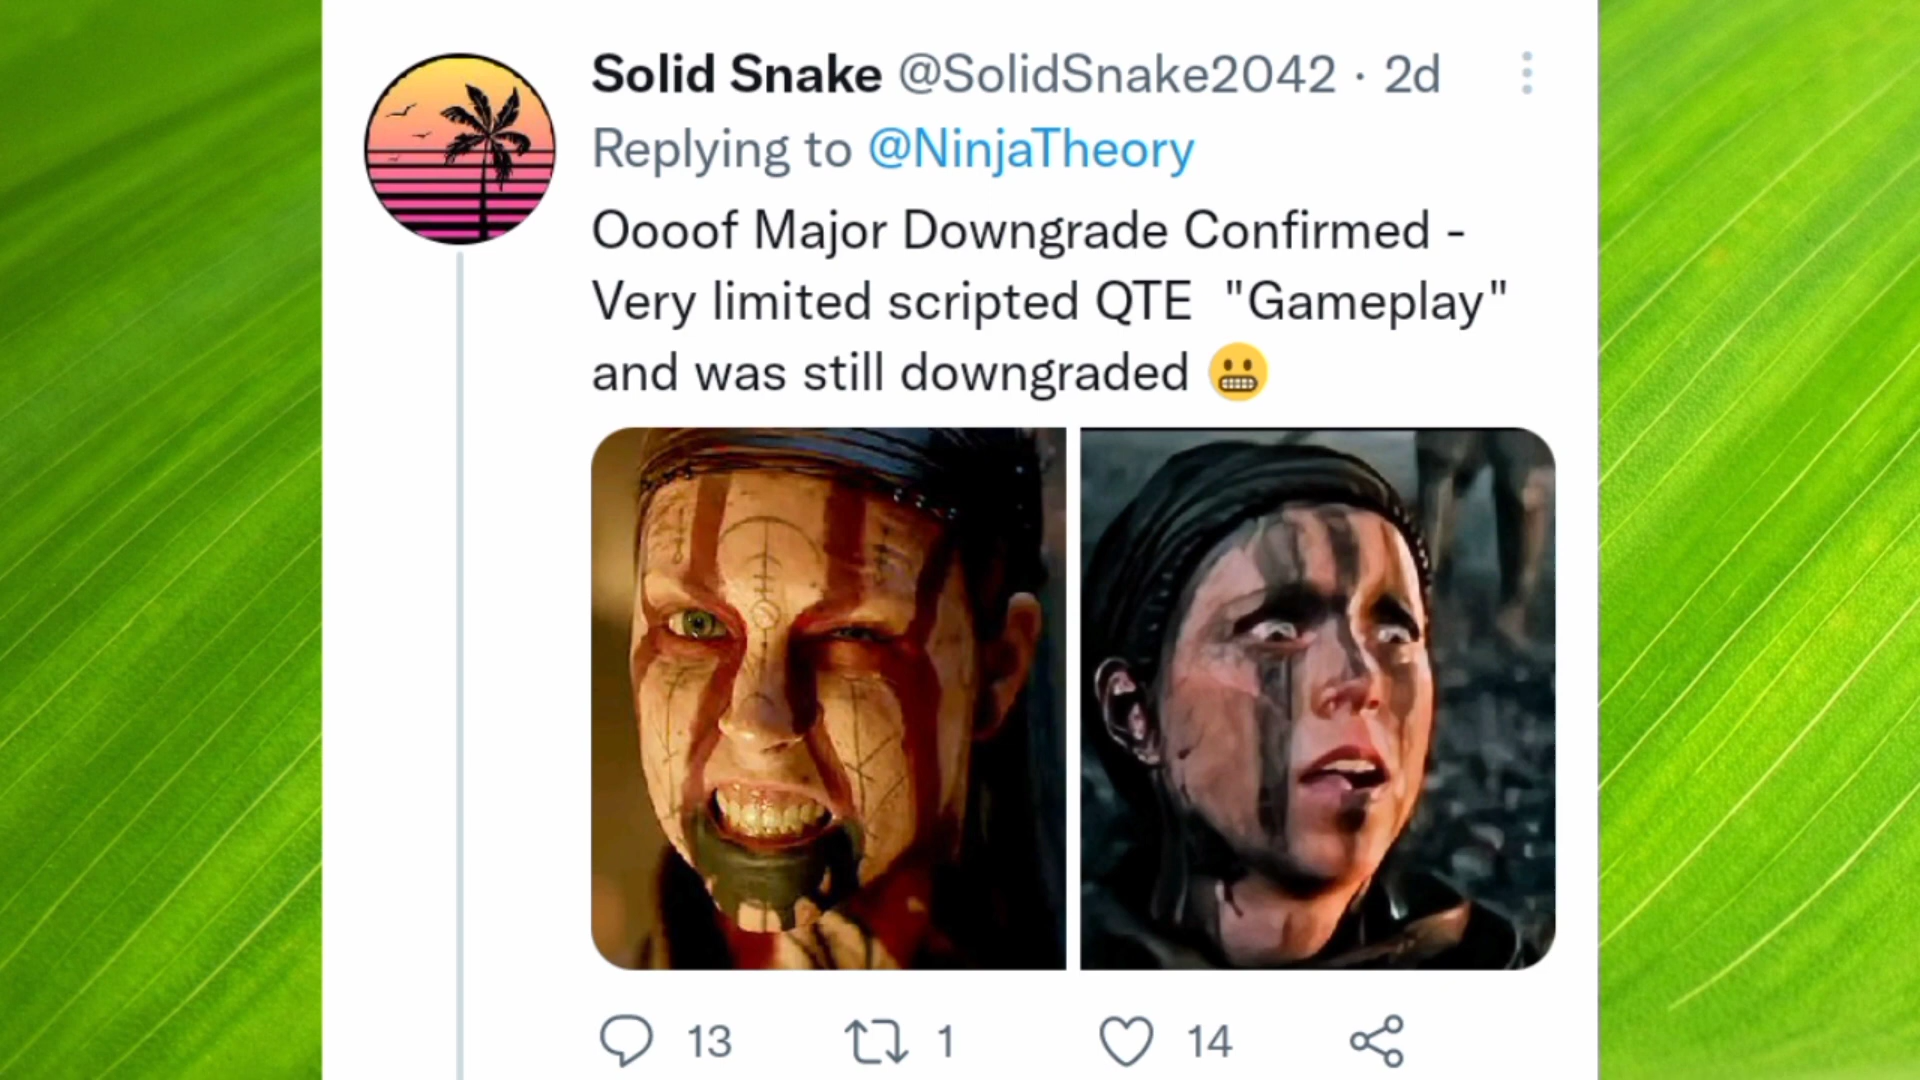 Solid Snake @SolidSnake2042 · 2d
Replying to @NinjaTheory
Oooof Major Downgrade Confirmed -
Very limited scripted QTE  "Gameplay"
and was still downgraded 😬
13 1 14